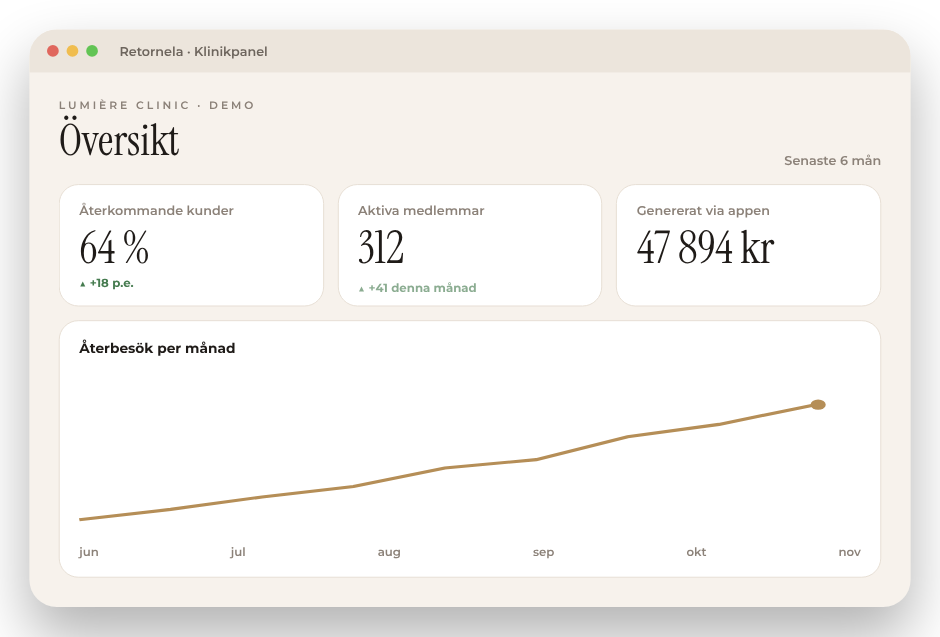 Retornela · Klinikpanel
LUMIÈRE CLINIC · DEMO
Översikt
Senaste 6 mån
Återkommande kunder
64 %
▲ +18 p.e.
Aktiva medlemmar
312
▲ +41 denna månad
Genererat via appen
47 894 kr
Återbesök per månad
jun jul aug sep okt nov